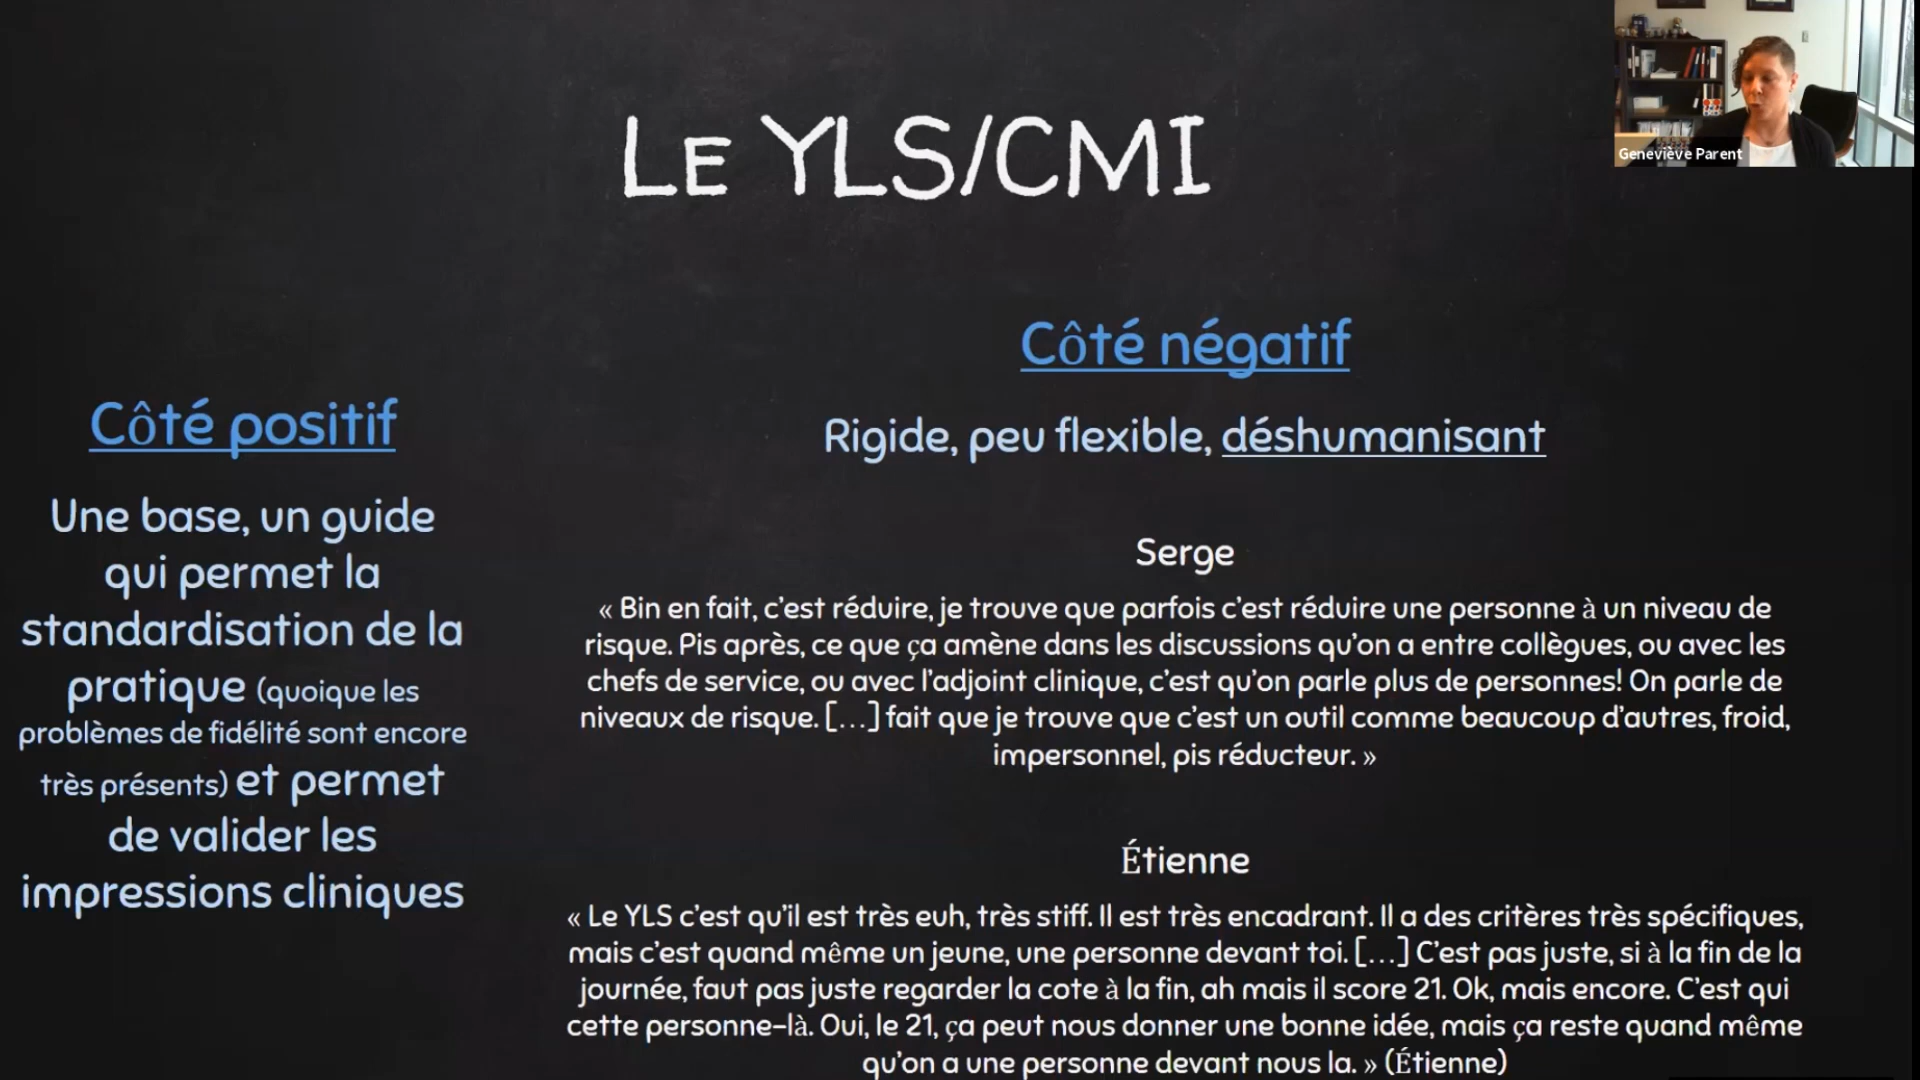 Le YLS/CMI
Geneviève Parent
Côté positif
Une base, un guide
qui permet la
standardisation de la
pratique (quoique les
problèmes de fidélité sont encore
très présents) et permet
de valider les
impressions cliniques
Côté négatif
Rigide, peu flexible, déshumanisant
Serge
« Bin en fait, c’est réduire, je trouve que parfois c’est réduire une personne à un niveau de
risque. Pis après, ce que ça amène dans les discussions qu’on a entre collègues, ou avec les
chefs de service, ou avec l’adjoint clinique, c’est qu’on parle plus de personnes! On parle de
niveaux de risque. […] fait que je trouve que c’est un outil comme beaucoup d’autres, froid,
impersonnel, pis réducteur. »
Étienne
« Le YLS c’est qu’il est très euh, très stiff. Il est très encadrant. Il a des critères très spécifiques,
mais c’est quand même un jeune, une personne devant toi. […] C’est pas juste, si à la fin de la
journée, faut pas juste regarder la cote à la fin, ah mais il score 21. Ok, mais encore. C’est qui
cette personne-là. Oui, le 21, ça peut nous donner une bonne idée, mais ça reste quand même
qu’on a une personne devant nous la. » (Étienne)